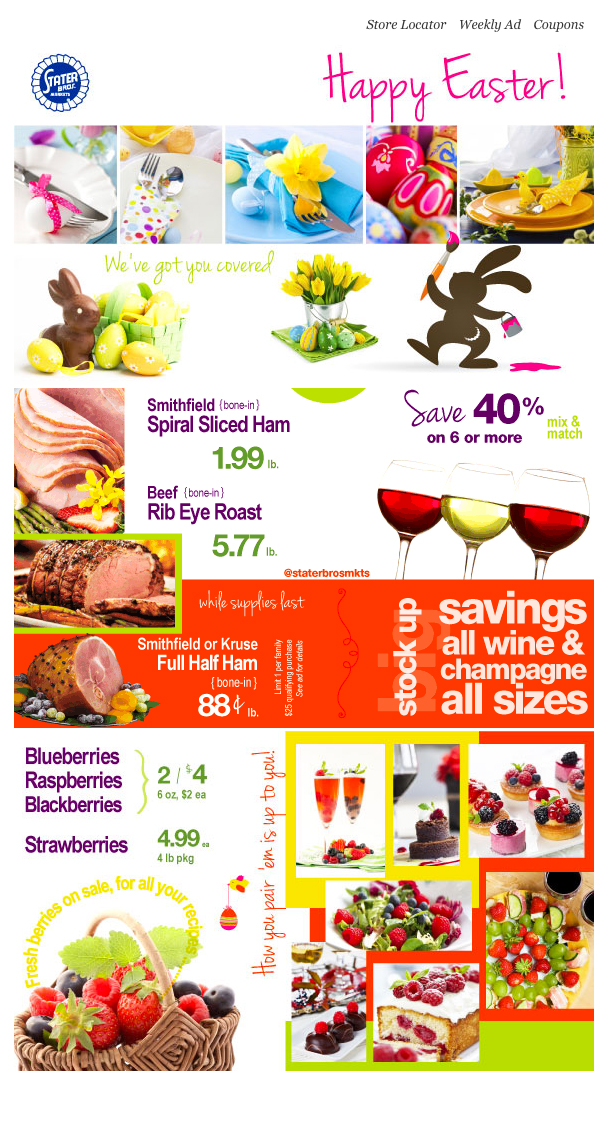 Store Locator Weekly Ad Coupons
STATER
BROS.
MARKETS
Happy Easter!
We've got you covered
Smithfield {bone-in}
Spiral Sliced Ham
1.99 lb.
Beef {bone-in}
Rib Eye Roast
5.77 lb.
Save 40%
on 6 or more
mix &
match
@staterbrosmkts
while supplies last
Smithfield or Kruse
Full Half Ham
{bone-in}
88¢ lb.
Limit 1 per family
$25 qualifying purchase
See ad for details
stock up
big
savings
all wine &
champagne
all sizes
Blueberries
Raspberries
Blackberries
2 / $4
6 oz, $2 ea
Strawberries
4.99 ea
4 lb pkg
Fresh berries on sale, for all your recipes......
How you pair 'em is up to you!